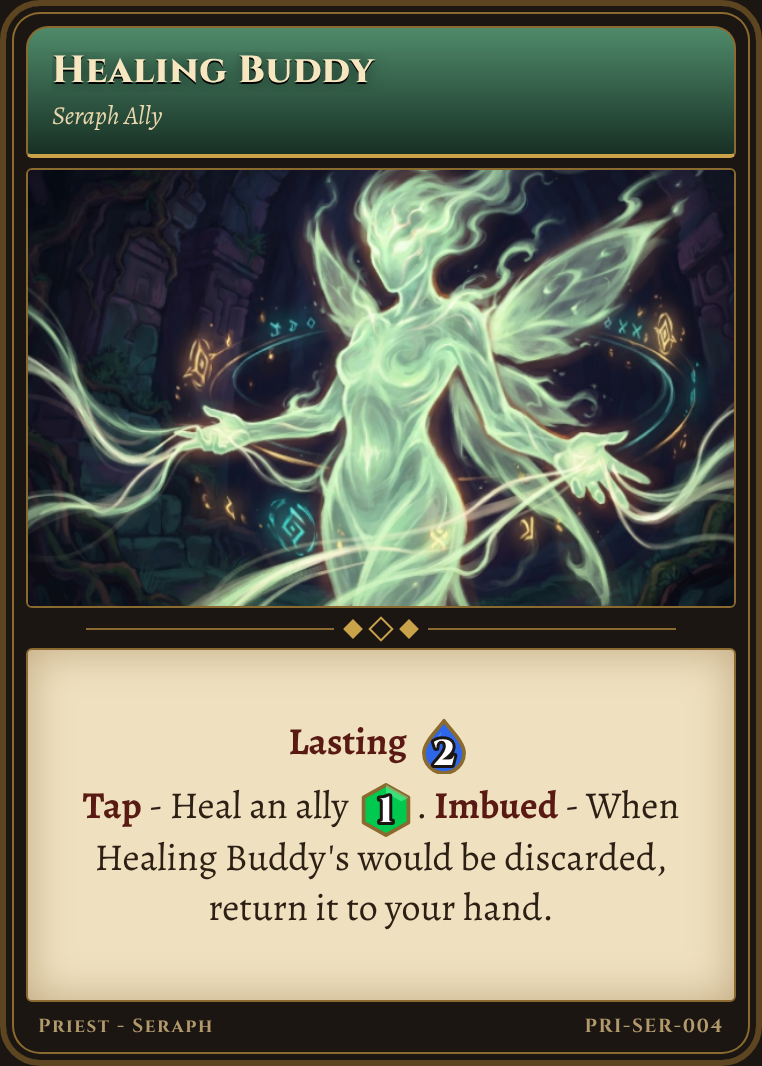 Healing Buddy
Seraph Ally
Lasting 2
Tap - Heal an ally 1 . Imbued - When
Healing Buddy's would be discarded,
return it to your hand.
Priest - Seraph
PRI-SER-004